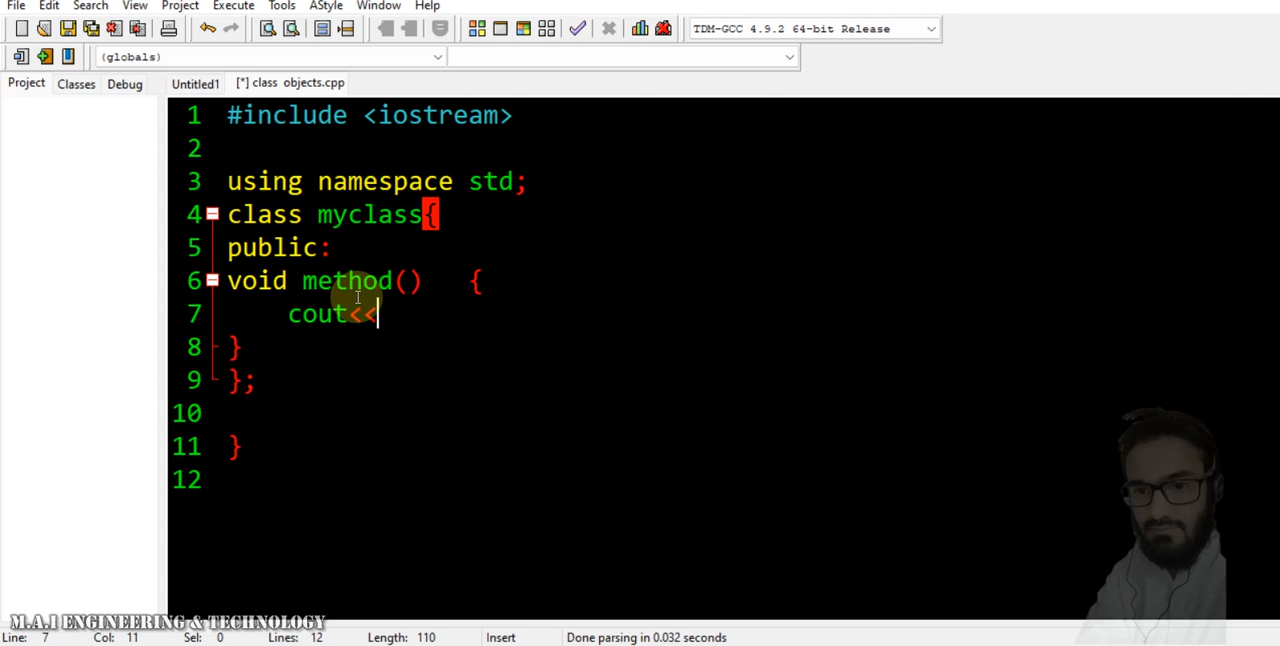 File Edit Search View Project Execute Tools AStyle Window Help
TDM-GCC 4.9.2 64-bit Release
(globals)
Project Classes Debug Untitled1 [*] class objects.cpp
1 #include <iostream>
2
3 using namespace std;
4 class myclass{
5 public:
6 void method() {
7 cout<<
8 }
9 };
10
11 }
12
M.A.I ENGINEERING & TECHNOLOGY
Line: 7 Col: 11 Sel: 0 Lines: 12 Length: 110 Insert Done parsing in 0.032 seconds